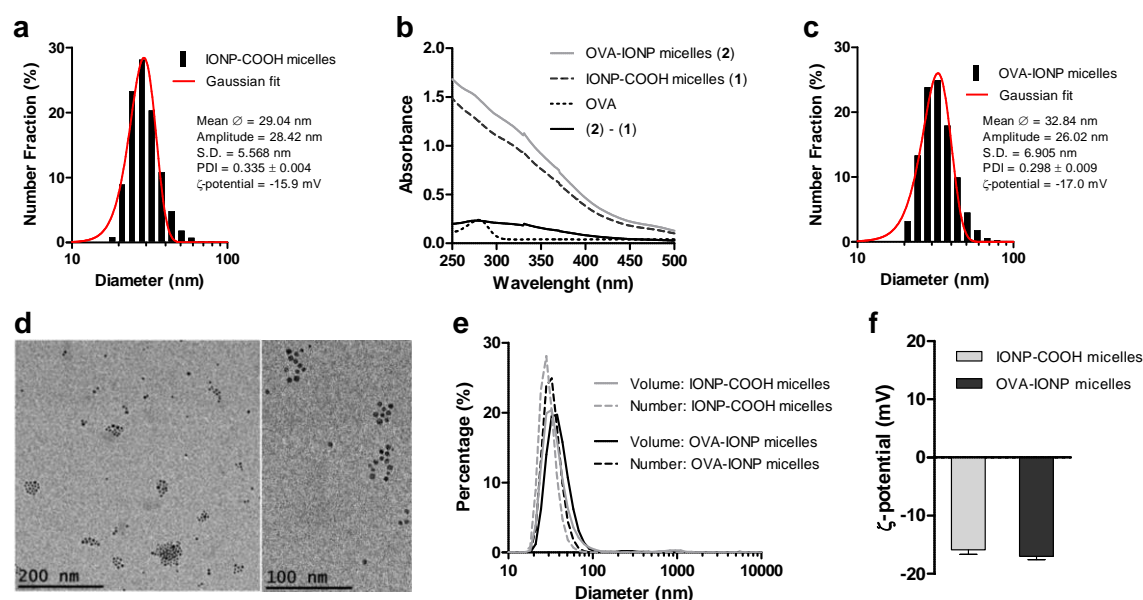 a
30
20
10
0
Number Fraction (%)
10
100
Diameter (nm)
IONP-COOH micelles
Gaussian fit
Mean ∅ = 29.04 nm
Amplitude = 28.42 nm
S.D. = 5.568 nm
PDI = 0.335 ± 0.004
ζ-potential = -15.9 mV
b
2.0
1.5
1.0
0.5
0.0
Absorbance
250 300 350 400 450 500
Wavelenght (nm)
OVA-IONP micelles (2)
IONP-COOH micelles (1)
OVA
(2) - (1)
c
30
20
10
0
Number Fraction (%)
10
100
Diameter (nm)
OVA-IONP micelles
Gaussian fit
Mean ∅ = 32.84 nm
Amplitude = 26.02 nm
S.D. = 6.905 nm
PDI = 0.298 ± 0.009
ζ-potential = -17.0 mV
d
200 nm
100 nm
e
30
20
10
0
Percentage (%)
10 100 1000 10000
Diameter (nm)
Volume: IONP-COOH micelles
Number: IONP-COOH micelles
Volume: OVA-IONP micelles
Number: OVA-IONP micelles
f
IONP-COOH micelles
OVA-IONP micelles
20
10
0
-10
-20
ζ-potential (mV)